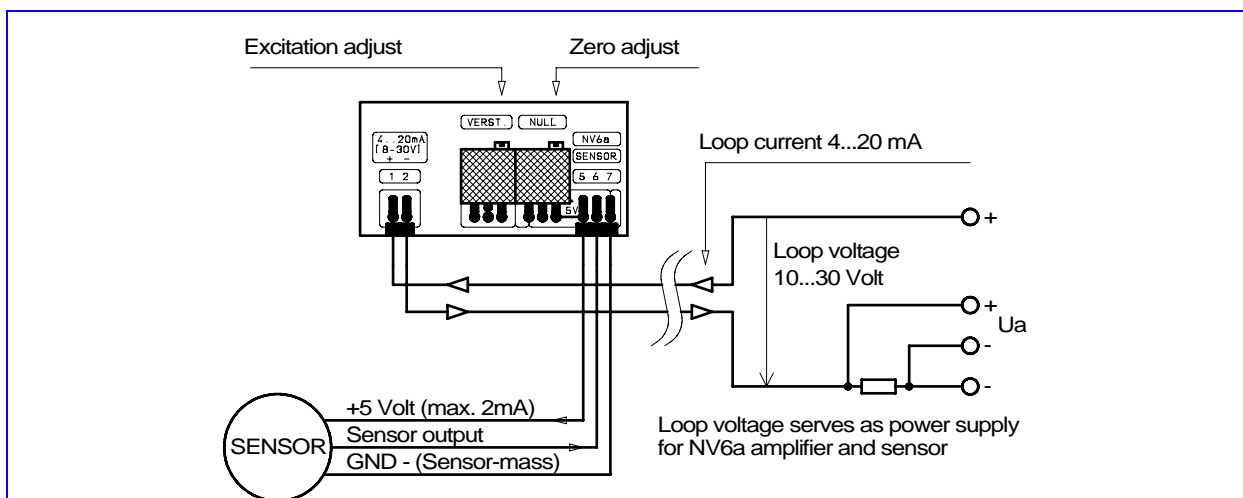 Excitation adjust
Zero adjust
VERST.
NULL
4..20mA
[8-30V]
+ -
1 2
NV6a
SENSOR
5 6 7
5V
Loop current 4...20 mA
+
Loop voltage
10...30 Volt
+
Ua
-
-
+5 Volt (max. 2mA)
Sensor output
GND - (Sensor-mass)
SENSOR
Loop voltage serves as power supply
for NV6a amplifier and sensor